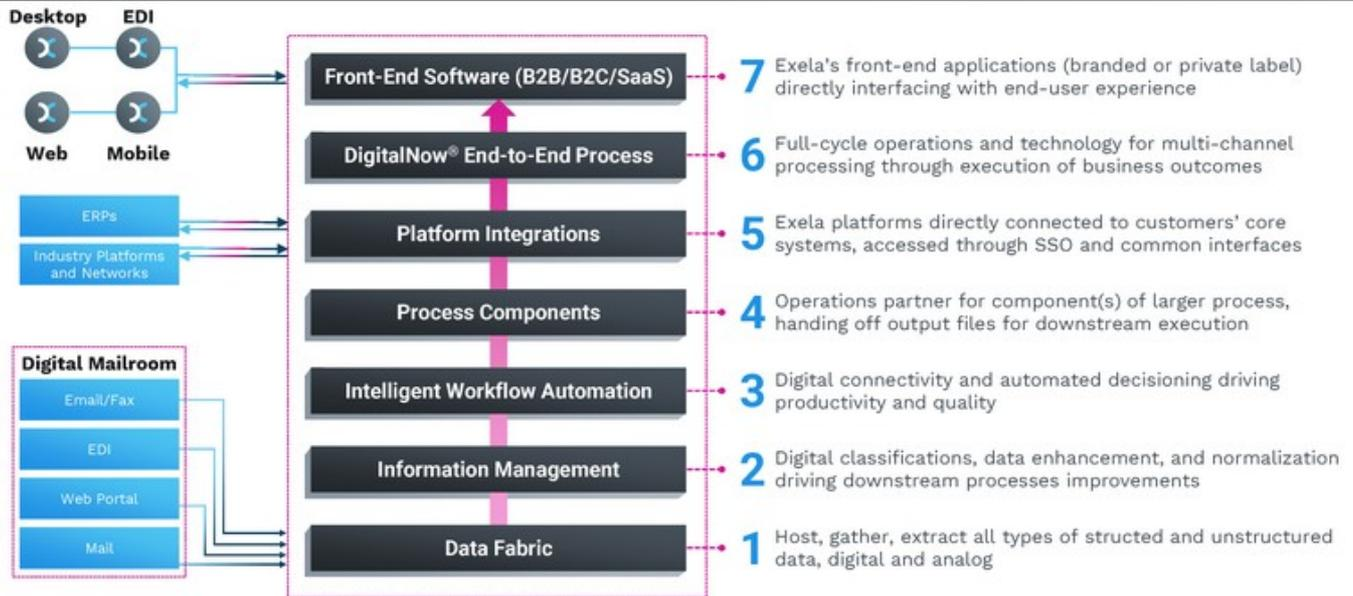 Desktop
EDI
Web
Mobile
ERPs
Industry Platforms
and Networks
Digital Mailroom
Email/Fax
EDI
Web Portal
Mail
Front-End Software (B2B/B2C/SaaS)
DigitalNow® End-to-End Process
Platform Integrations
Process Components
Intelligent Workflow Automation
Information Management
Data Fabric
7
Exela's front-end applications (branded or private label)
directly interfacing with end-user experience
6
Full-cycle operations and technology for multi-channel
processing through execution of business outcomes
5
Exela platforms directly connected to customers' core
systems, accessed through SSO and common interfaces
4
Operations partner for component(s) of larger process,
handing off output files for downstream execution
3
Digital connectivity and automated decisioning driving
productivity and quality
2
Digital classifications, data enhancement, and normalization
driving downstream processes improvements
1
Host, gather, extract all types of structed and unstructured
data, digital and analog